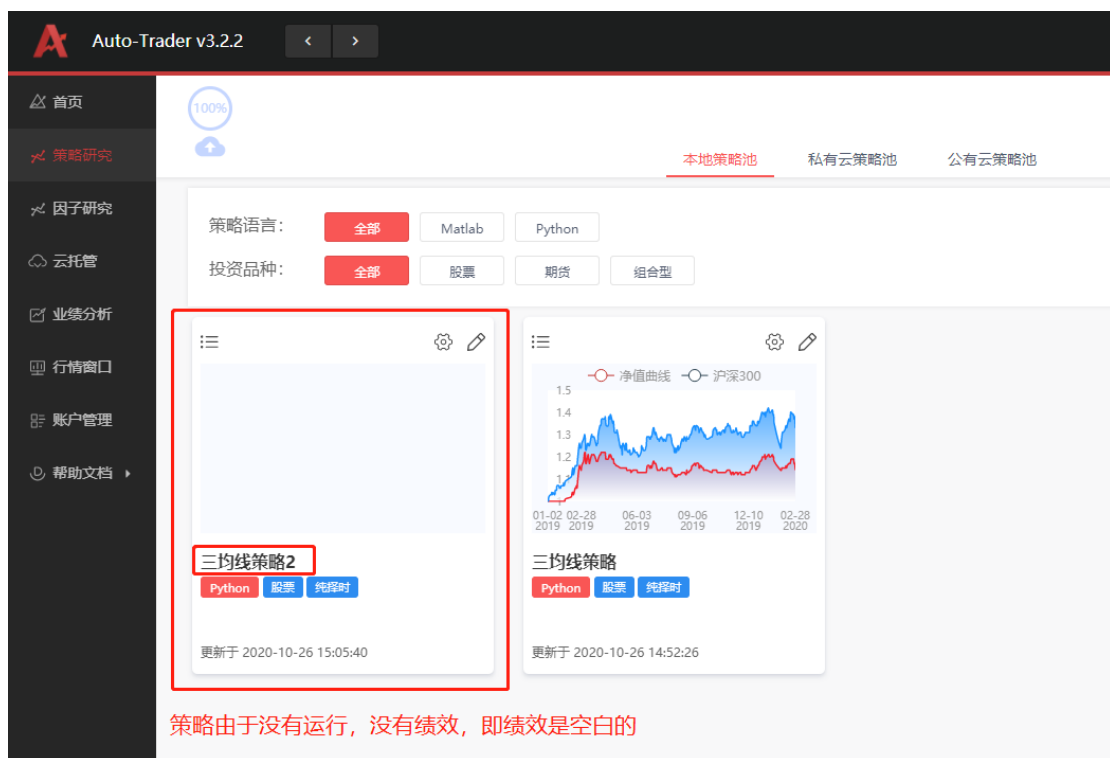 Auto-Trader v3.2.2
首页
策略研究
因子研究
云托管
业绩分析
行情窗口
账户管理
帮助文档
100%
本地策略池 私有云策略池 公有云策略池
策略语言: 全部 Matlab Python
投资品种: 全部 股票 期货 组合型
三均线策略2
Python 股票 纯择时
更新于 2020-10-26 15:05:40
净值曲线 沪深300
1.5
1.4
1.3
1.2
1.1
01-02 02-28 06-03 09-06 12-10 02-28
2019 2019 2019 2019 2019 2020
三均线策略
Python 股票 纯择时
更新于 2020-10-26 14:52:26
策略由于没有运行，没有绩效，即绩效是空白的